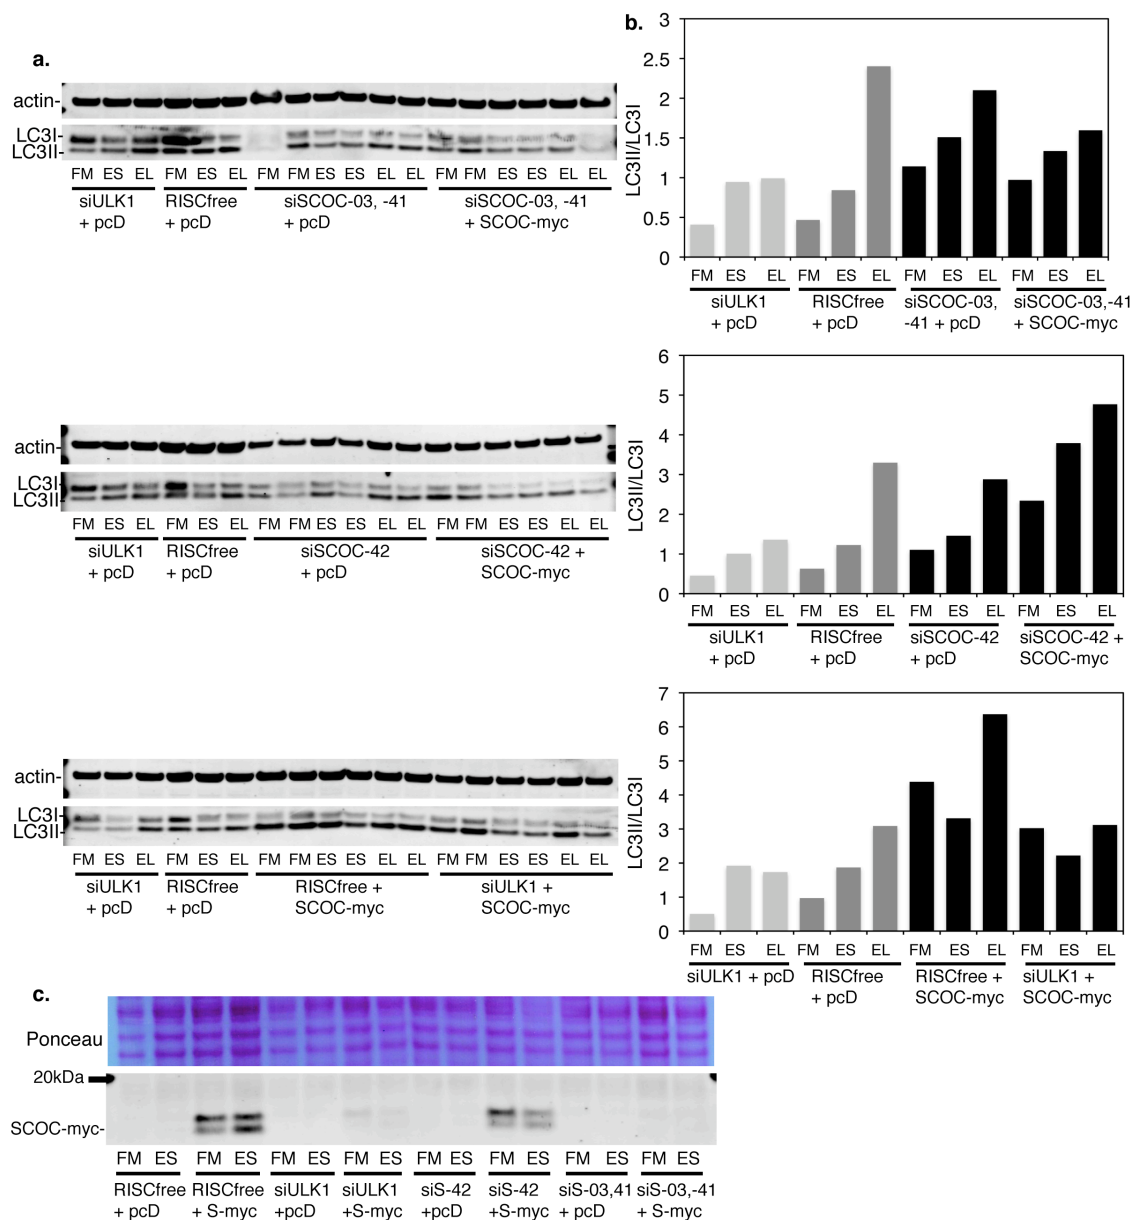 a.
actin-
LC3I-
LC3II-
FM ES EL FM ES EL FM FM ES ES EL EL FM FM ES ES EL EL
siULK1 + pcD
RISCfree + pcD
siSCOC-03, -41 + pcD
siSCOC-03, -41 + SCOC-myc
actin-
LC3I-
LC3II-
FM ES EL FM ES EL FM FM ES ES EL EL FM FM ES ES EL EL
siULK1 + pcD
RISCfree + pcD
siSCOC-42 + pcD
siSCOC-42 + SCOC-myc
actin-
LC3I-
LC3II-
FM ES EL FM ES EL FM FM ES ES EL EL FM FM ES ES EL EL
siULK1 + pcD
RISCfree + pcD
RISCfree + SCOC-myc
siULK1 + SCOC-myc
b.
LC3II/LC3I
3
2.5
2
1.5
1
0.5
0
FM ES EL FM ES EL FM ES EL FM ES EL
siULK1 + pcD
RISCfree + pcD
siSCOC-03, -41 + pcD
siSCOC-03,-41 + SCOC-myc
LC3II/LC3I
6
5
4
3
2
1
0
FM ES EL FM ES EL FM ES EL FM ES EL
siULK1 + pcD
RISCfree + pcD
siSCOC-42 + pcD
siSCOC-42 + SCOC-myc
LC3II/LC3I
7
6
5
4
3
2
1
0
FM ES EL FM ES EL FM ES EL FM ES EL
siULK1 + pcD
RISCfree + pcD
RISCfree + SCOC-myc
siULK1 + SCOC-myc
c.
Ponceau
20kDa
SCOC-myc-
FM ES FM ES FM ES FM ES FM ES FM ES FM ES FM ES
RISCfree + pcD
RISCfree + S-myc
siULK1 +pcD
siULK1 +S-myc
siS-42 +pcD
siS-42 +S-myc
siS-03,41 + pcD
siS-03,-41 + S-myc